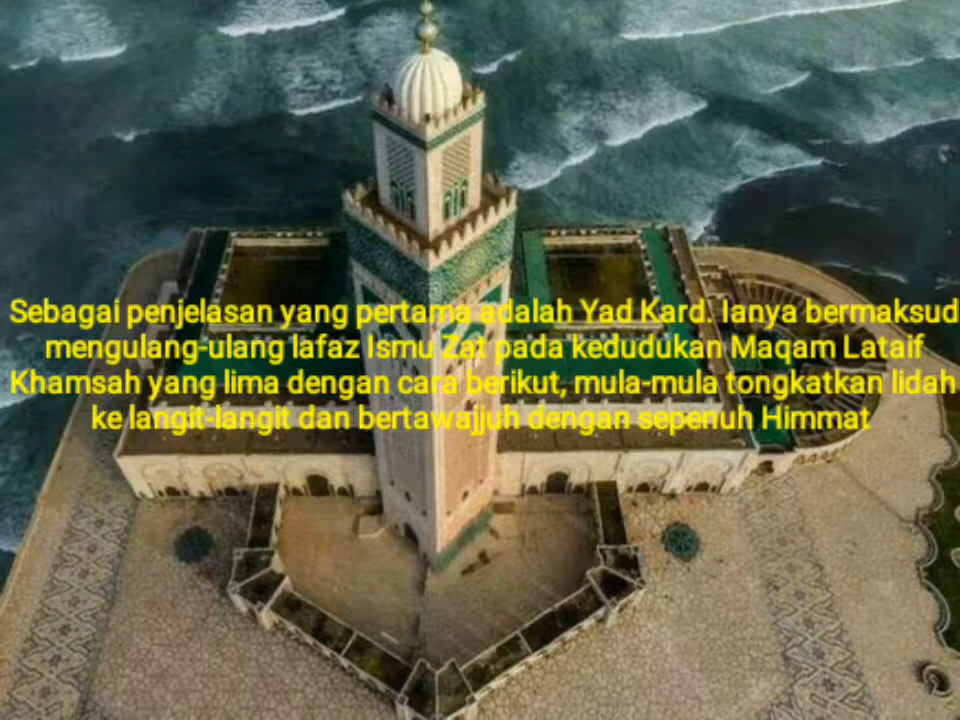 Sebagai penjelasan yang pertama adalah Yad Kard. Ianya bermaksud
mengulang-ulang lafaz Ismu Zat pada kedudukan Maqam Lataif
Khamsah yang lima dengan cara berikut, mula-mula tongkatkan lidah
ke langit-langit dan bertawajjuh dengan sepenuh Himmat